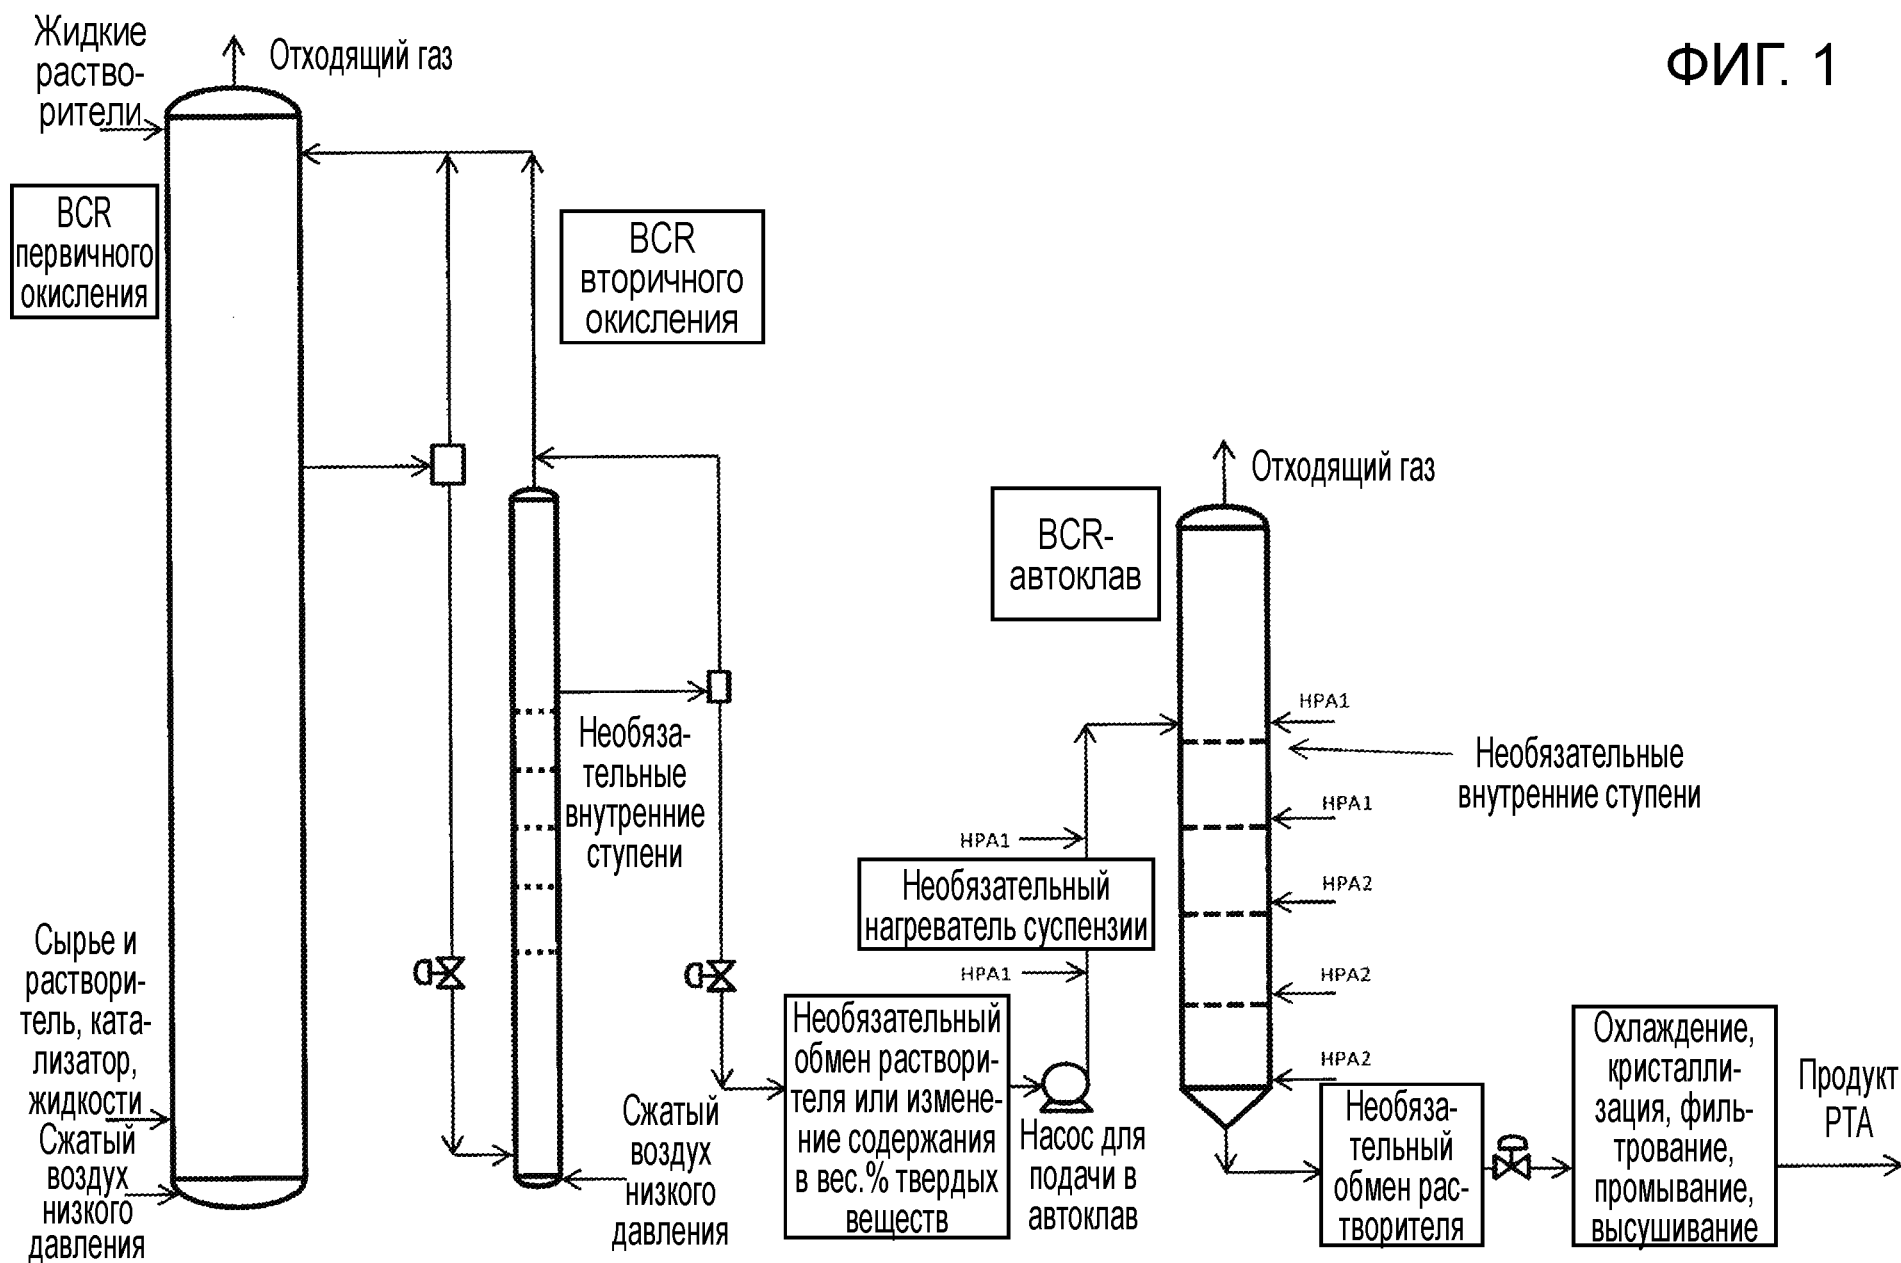 Жидкие
раство-
рители
Отходящий газ
ФИГ. 1
BCR
первичного
окисления
BCR
вторичного
окисления
Отходящий газ
BCR-
автоклав
HPA1
Необязательные
внутренние ступени
HPA1
HPA2
HPA2
HPA2
Необяза-
тельные
внутренние
ступени
HPA1
Необязательный
нагреватель суспензии
HPA1
Сырье и
раствори-
тель, ката-
лизатор,
жидкости
Сжатый
воздух
низкого
давления
Сжатый
воздух
низкого
давления
Необязательный
обмен раствори-
теля или измене-
ние содержания
в вес.% твердых
веществ
Насос для
подачи в
автоклав
Необяза-
тельный
обмен рас-
творителя
Охлаждение,
кристалли-
зация, филь-
трование,
промывание,
высушивание
Продукт
PTA